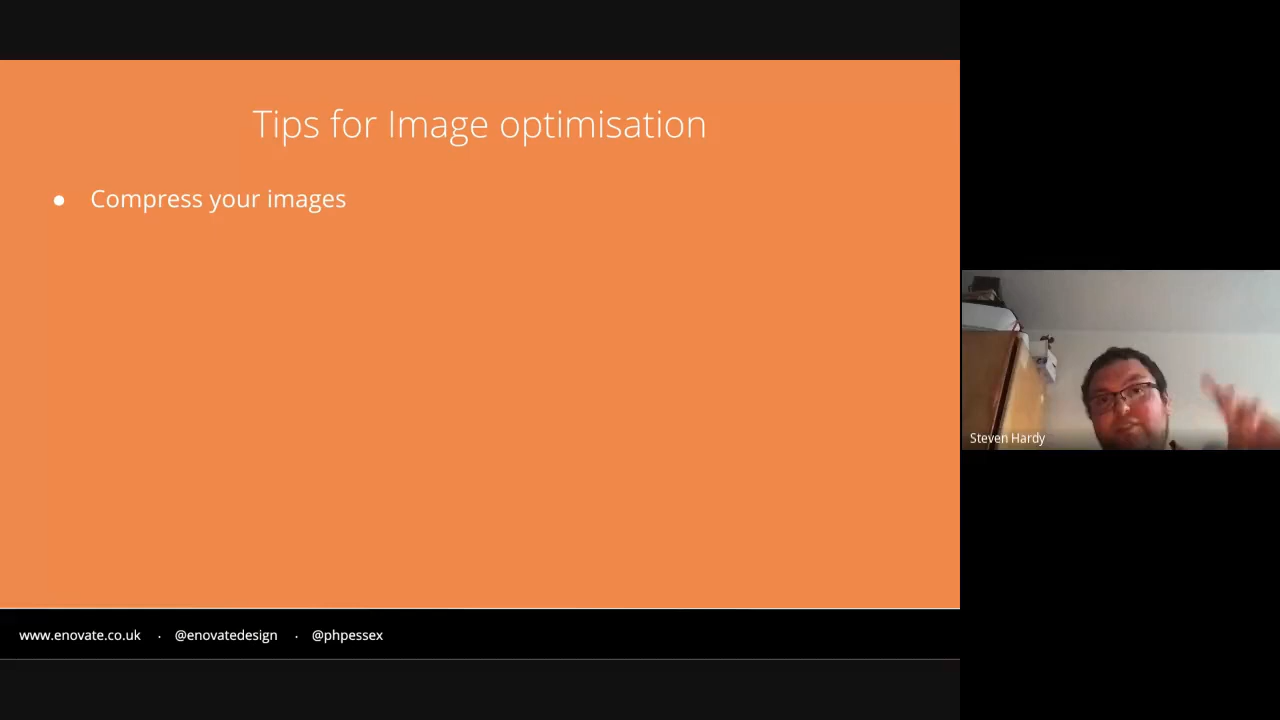 Tips for Image optimisation
● Compress your images
Steven Hardy
www.enovate.co.uk · @enovatedesign · @phpessex